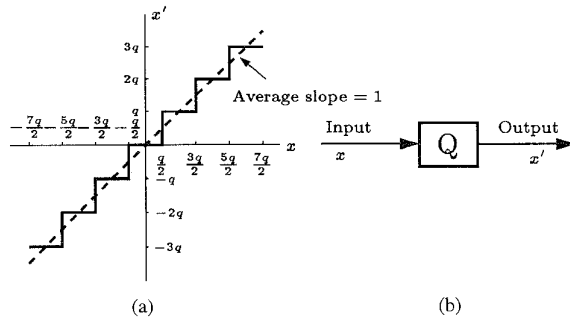 x′
3q
2q
q
Average slope = 1
−7q/2 5q/2 −3q/2 −q/2
x
q/2 3q/2 5q/2 7q/2
−q
−2q
−3q
Input
x
Q
Output
x′
(a)
(b)